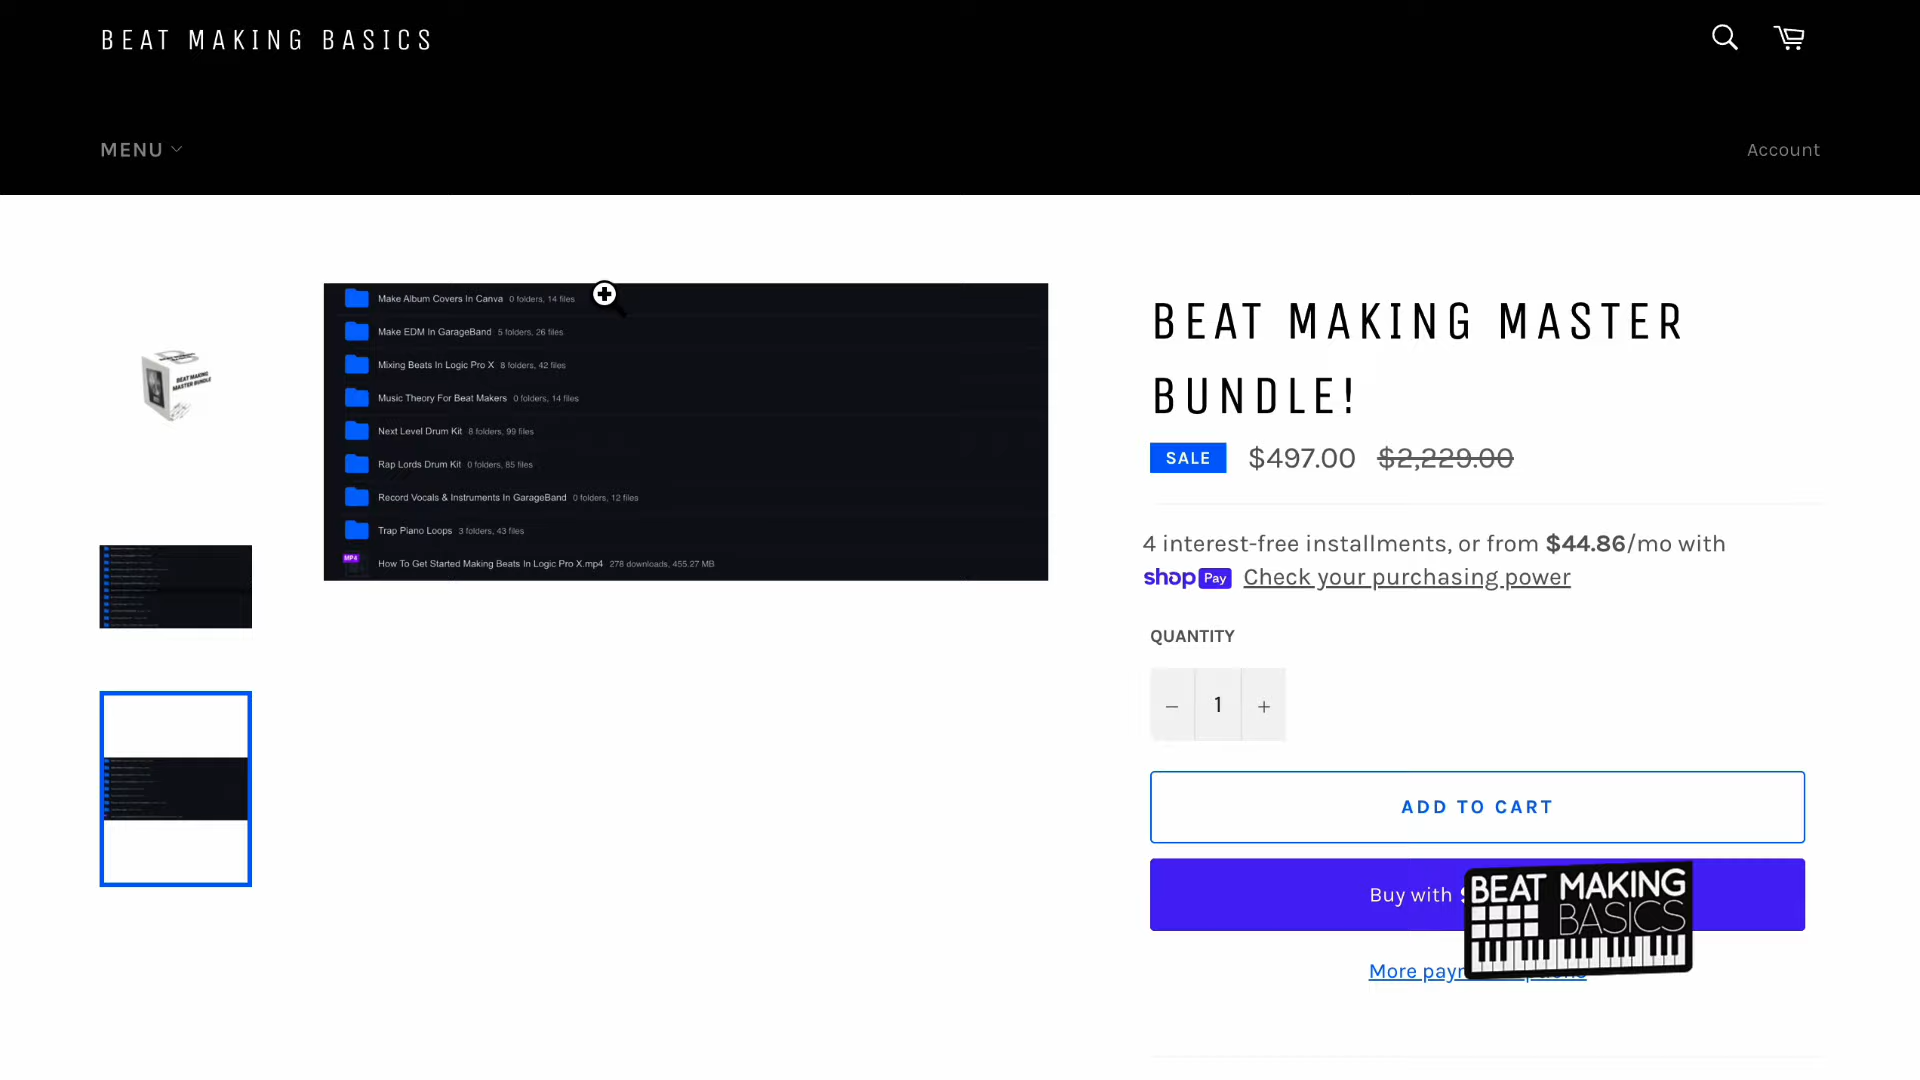 BEAT MAKING BASICS
MENU
Account
Make Album Covers In Canva 0 folders, 14 files
Make EDM In GarageBand 5 folders, 26 files
Mixing Beats In Logic Pro X 8 folders, 42 files
Music Theory For Beat Makers 0 folders, 14 files
Next Level Drum Kit 8 folders, 99 files
Rap Lords Drum Kit 0 folders, 85 files
Record Vocals & Instruments In GarageBand 0 folders, 12 files
Trap Piano Loops 3 folders, 43 files
MP4 How To Get Started Making Beats In Logic Pro X.mp4 278 downloads, 455.27 MB
BEAT MAKING
MASTER BUNDLE
BEAT MAKING MASTER
BUNDLE!
SALE $497.00 $2,229.00
4 interest-free installments, or from $44.86/mo with
shop Pay Check your purchasing power
QUANTITY
− 1 +
ADD TO CART
Buy with
BEAT MAKING
BASICS
More